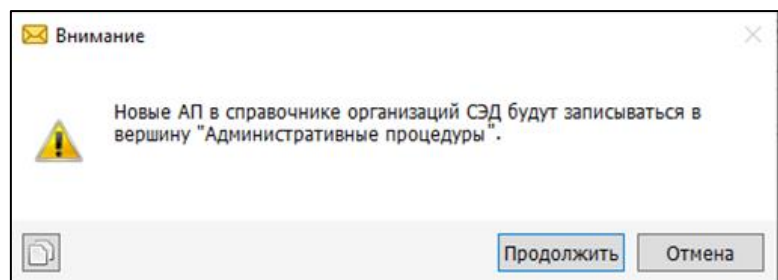 Внимание
Новые АП в справочнике организаций СЭД будут записываться в
вершину "Административные процедуры".
Продолжить
Отмена